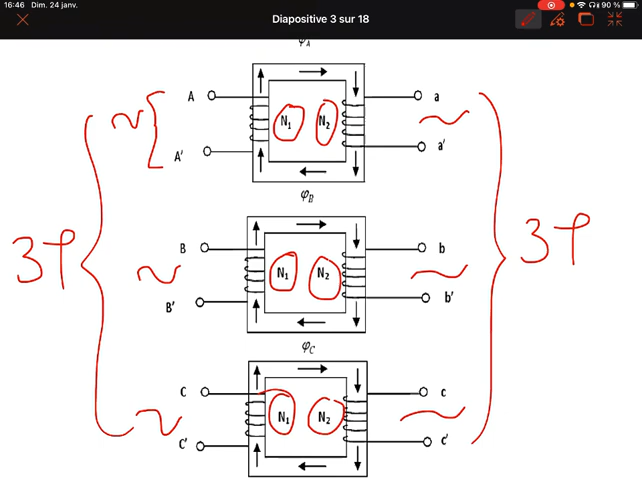 16:46 Dim. 24 janv.
Diapositive 3 sur 18
90 %
φA
A
N1 N2
a
A'
a'
φB
B
N1 N2
b
B'
b'
3φ
3φ
φC
C
N1 N2
c
C'
c'